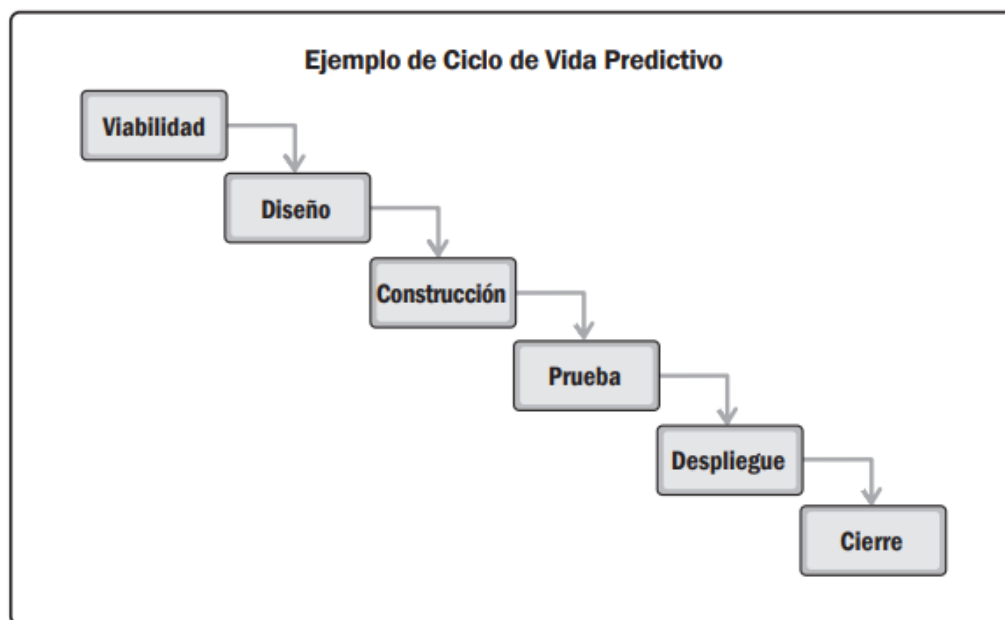 Ejemplo de Ciclo de Vida Predictivo
Viabilidad
Diseño
Construcción
Prueba
Despliegue
Cierre